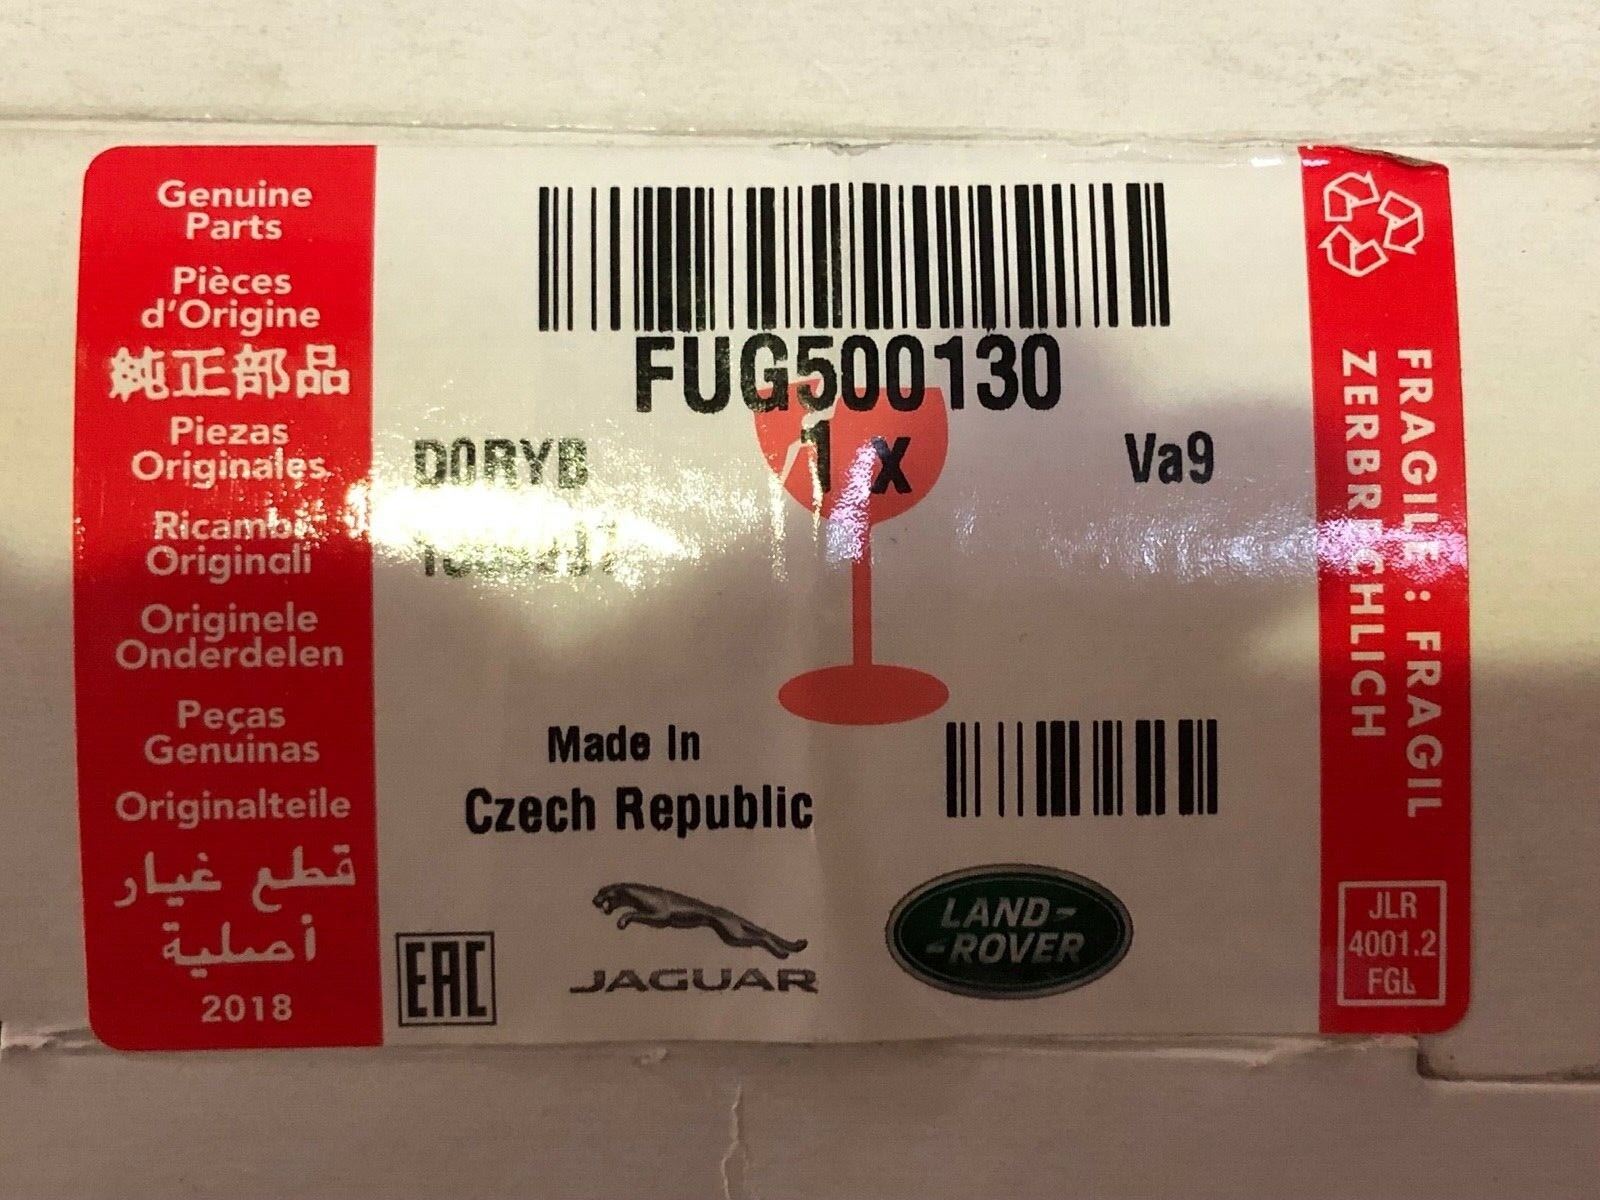 Genuine
Parts
Pièces
d'Origine
純正部品
Piezas
Originales
Ricambi
Originali
Originele
Onderdelen
Peças
Genuinas
Originalteile
قطع غيار
أصلية
2018
FUG500130
D0RYB
1 x
Va9
Made In
Czech Republic
EAC
JAGUAR
LAND-
-ROVER
FRAGILE : FRAGIL
ZERBRECHLICH
JLR
4001.2
FGL